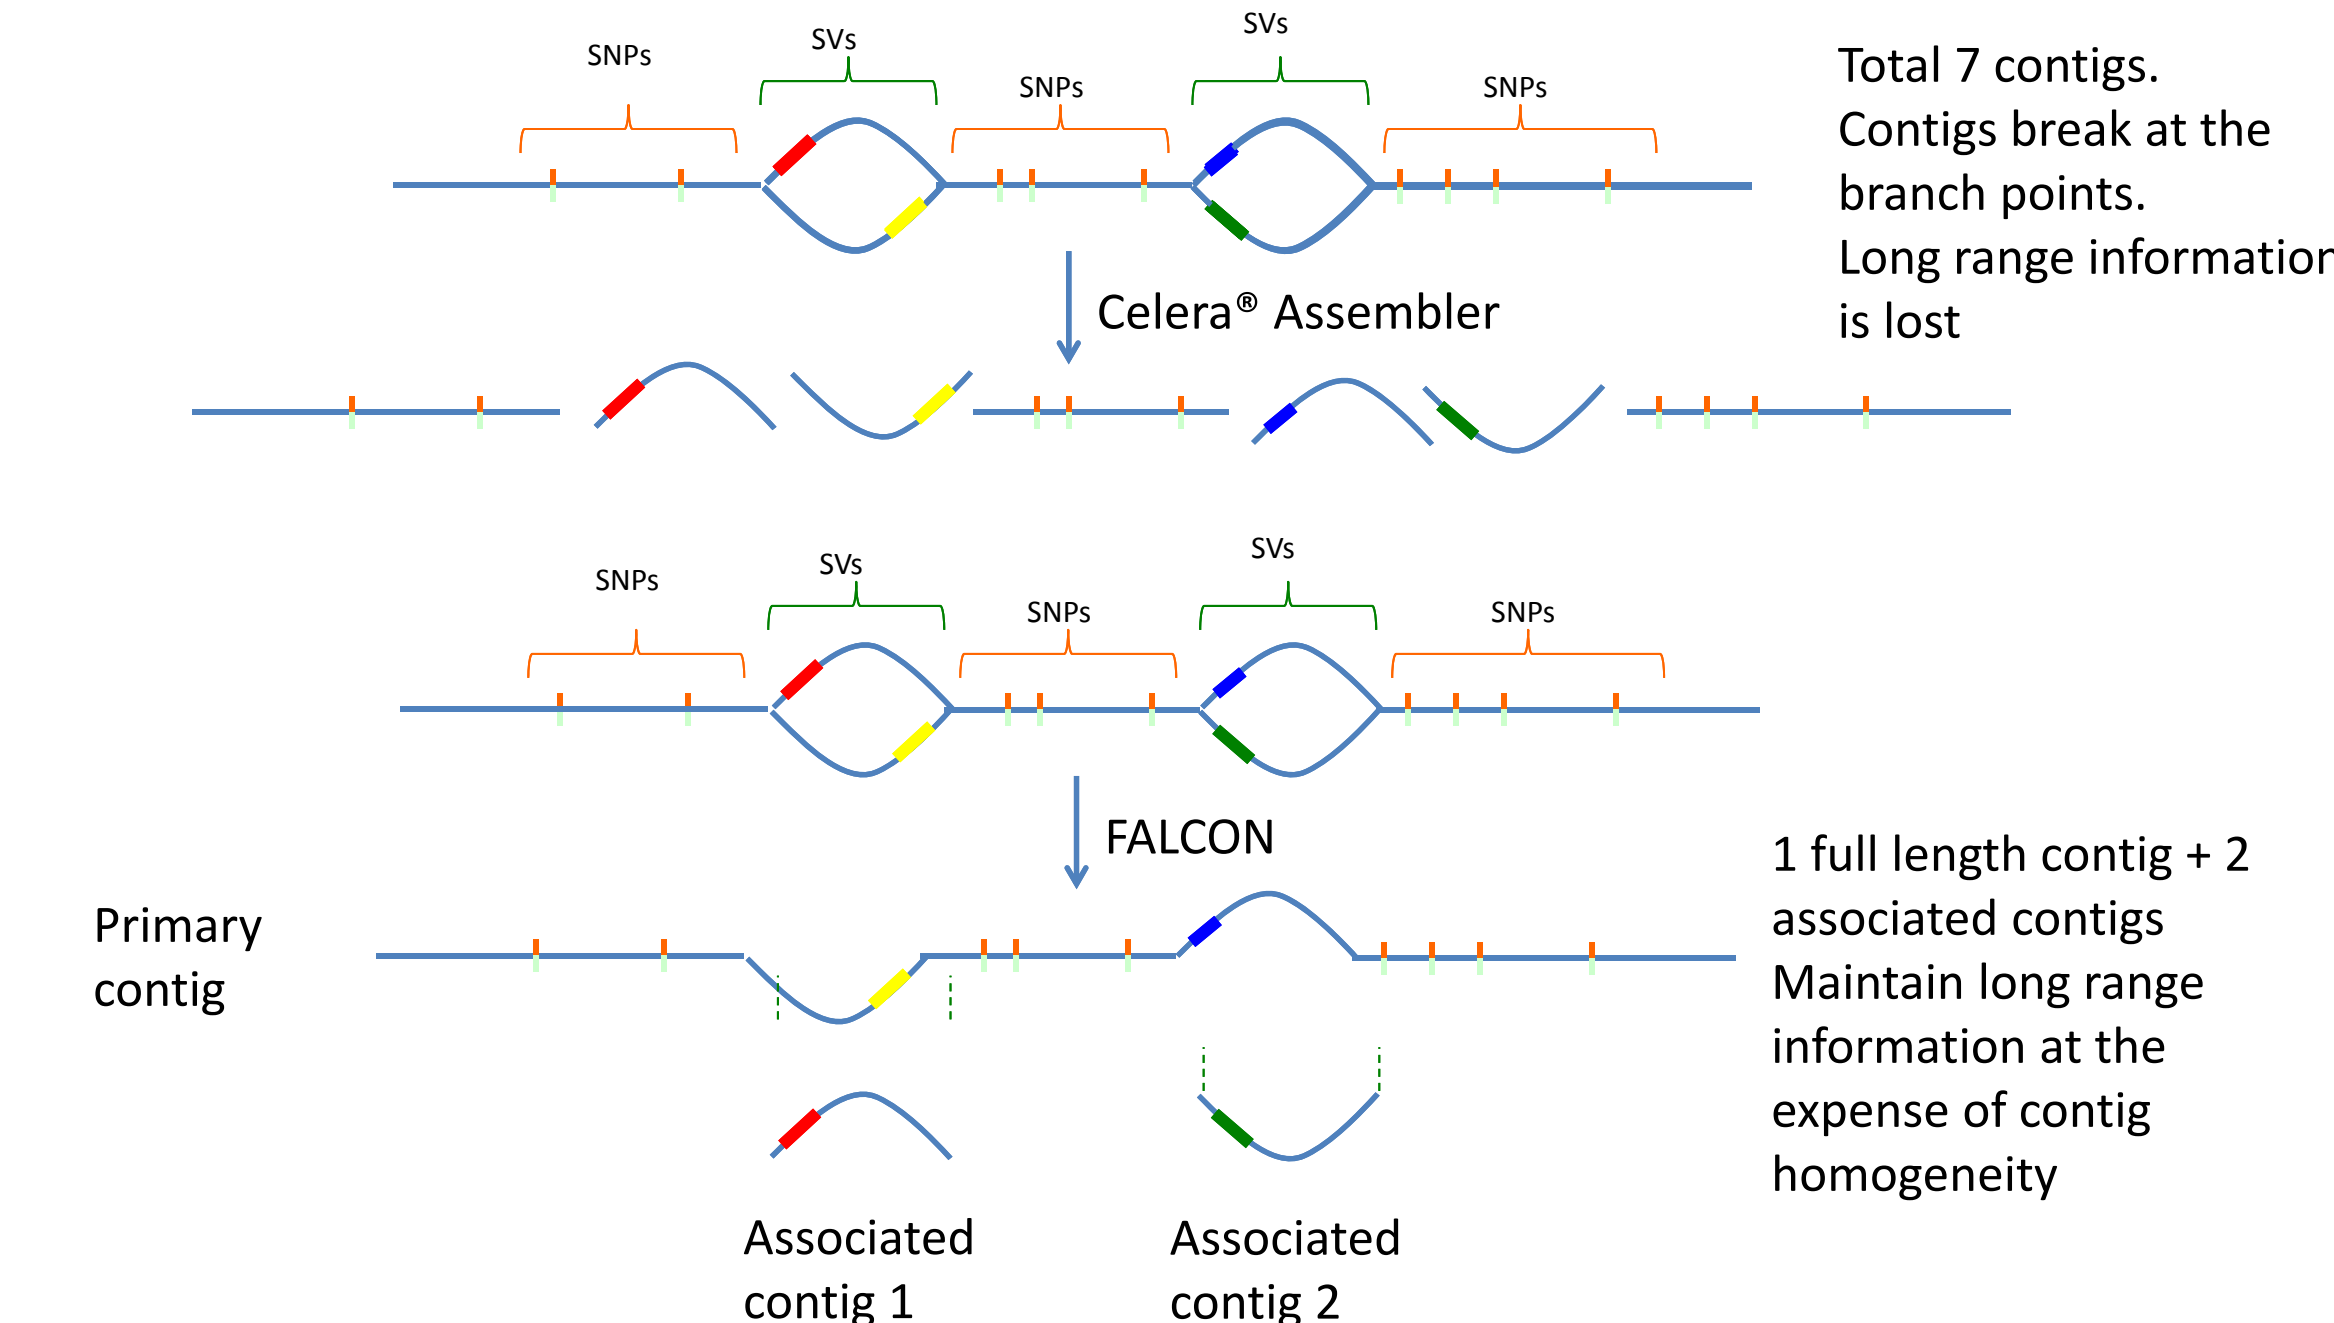 SNPs
SVs
SNPs
SVs
SNPs
Total 7 contigs.
Contigs break at the
branch points.
Long range information
is lost
Celera® Assembler
SNPs
SVs
SNPs
SVs
SNPs
FALCON
Primary
contig
1 full length contig + 2
associated contigs
Maintain long range
information at the
expense of contig
homogeneity
Associated
contig 1
Associated
contig 2